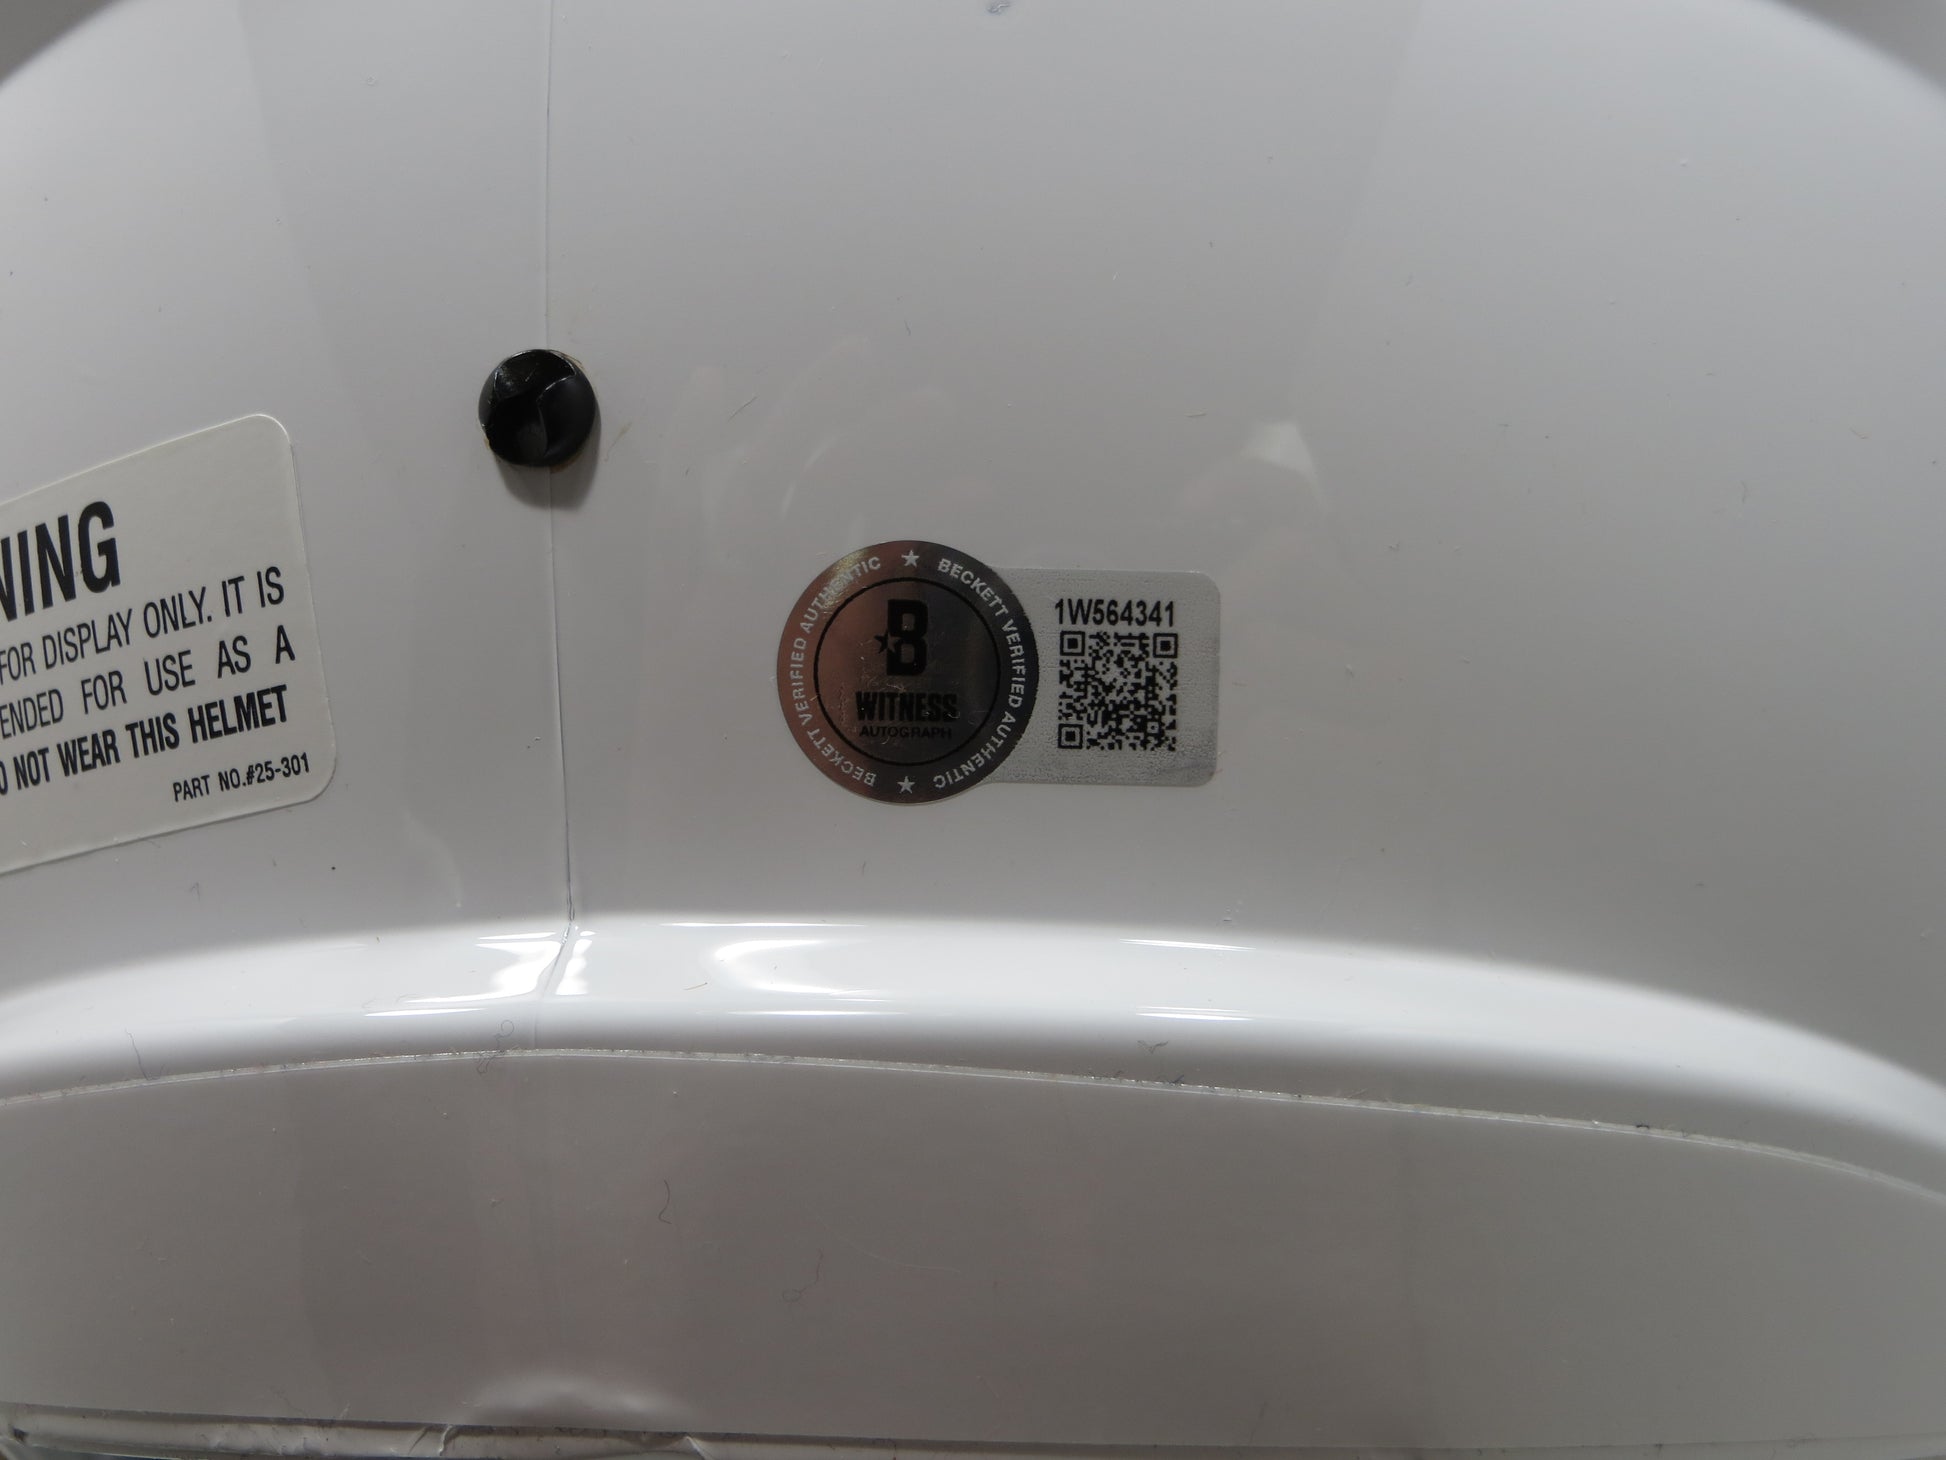 NING
FOR DISPLAY ONLY. IT IS
ENDED FOR USE AS A
NOT WEAR THIS HELMET
PART NO.#25-301
BECKETT VERIFIED AUTHENTIC ★ BECKETT VERIFIED AUTHENTIC ★
B
WITNESS
AUTOGRAPH
1W564341